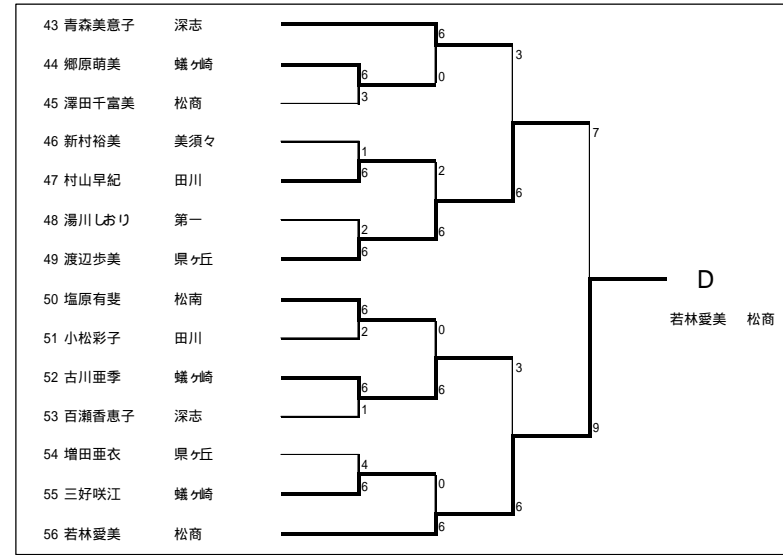 43 青森美意子 深志
6
3
44 郷原萌美 蟻ヶ崎
6
0
45 澤田千富美 松商
3
7
46 新村裕美 美須々
1
2
47 村山早紀 田川
6
6
48 湯川しおり 第一
2
6
49 渡辺歩美 県ヶ丘
6
D
50 塩原有斐 松南
6
若林愛美 松商
51 小松彩子 田川
2
0
3
52 古川亜季 蟻ヶ崎
6
6
53 百瀬香恵子 深志
1
9
54 増田亜衣 県ヶ丘
4
0
55 三好咲江 蟻ヶ崎
6
6
56 若林愛美 松商
6